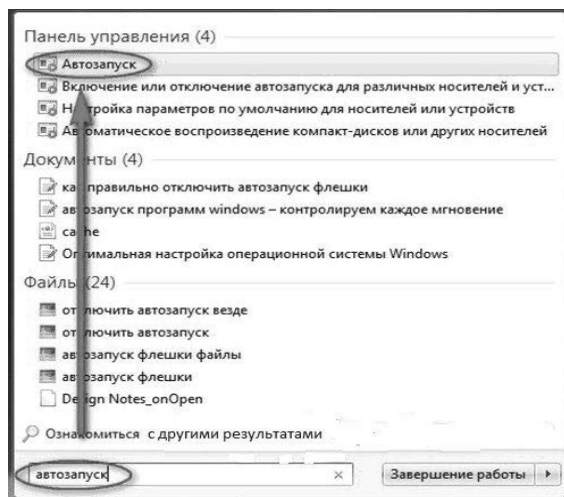 Панель управления (4)
Автозапуск
Включение или отключение автозапуска для различных носителей и уст...
Настройка параметров по умолчанию для носителей или устройств
Автоматическое воспроизведение компакт-дисков или других носителей
Документы (4)
как правильно отключить автозапуск флешки
автозапуск программ windows – контролируем каждое мгновение
cache
Оптимальная настройка операционной системы Windows
Файлы (24)
отключить автозапуск везде
отключить автозапуск
автозапуск флешки файлы
автозапуск флешки
Design Notes_onOpen
Ознакомиться с другими результатами
автозапуск
Завершение работы